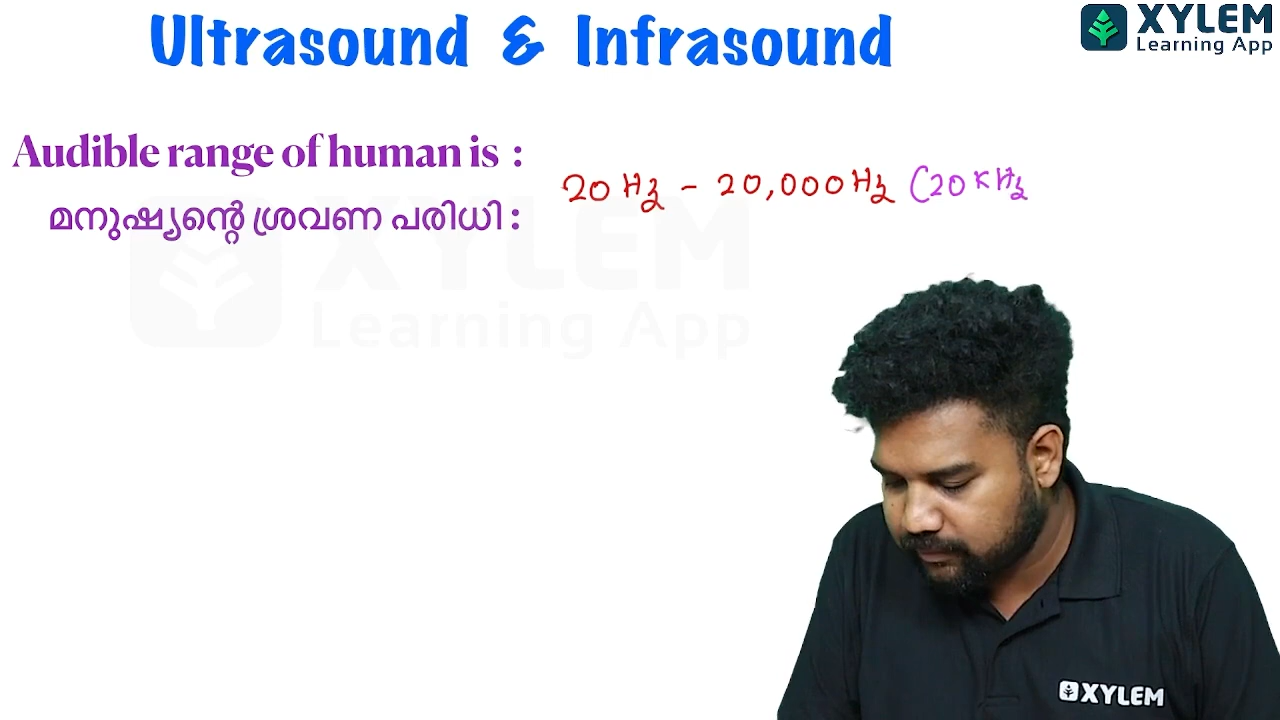 Ultrasound & Infrasound
XYLEM
Learning App
Audible range of human is :
20 Hz - 20,000 Hz (20 KHz
മനുഷ്യന്റെ ശ്രവണ പരിധി :
XYLEM
Learning App
XYLEM